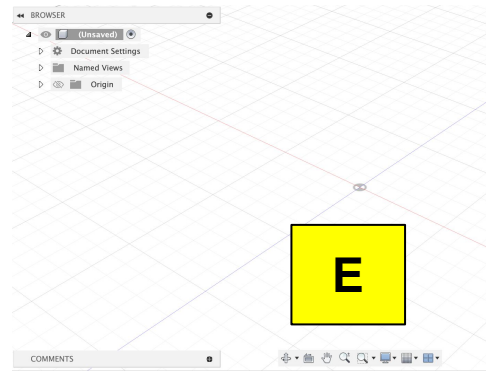 BROWSER
(Unsaved)
Document Settings
Named Views
Origin
E
COMMENTS